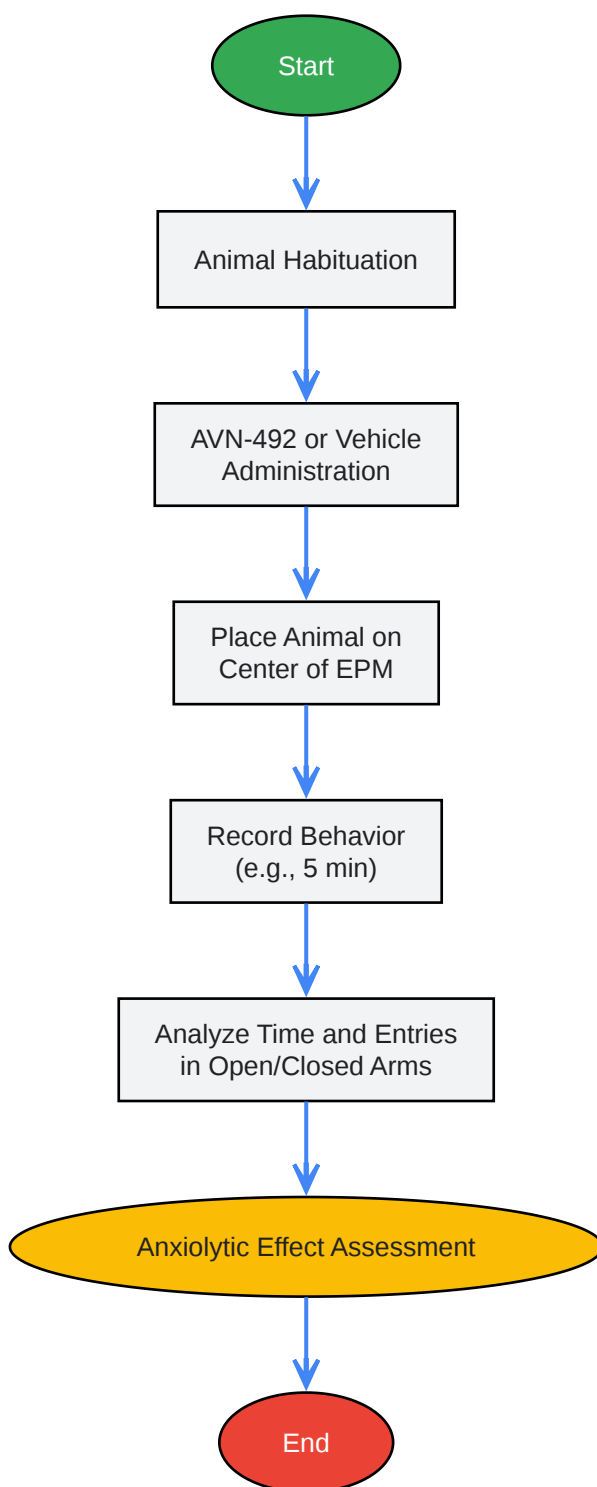 Start
Animal Habituation
AVN-492 or Vehicle
Administration
Place Animal on
Center of EPM
Record Behavior
(e.g., 5 min)
Analyze Time and Entries
in Open/Closed Arms
Anxiolytic Effect Assessment
End